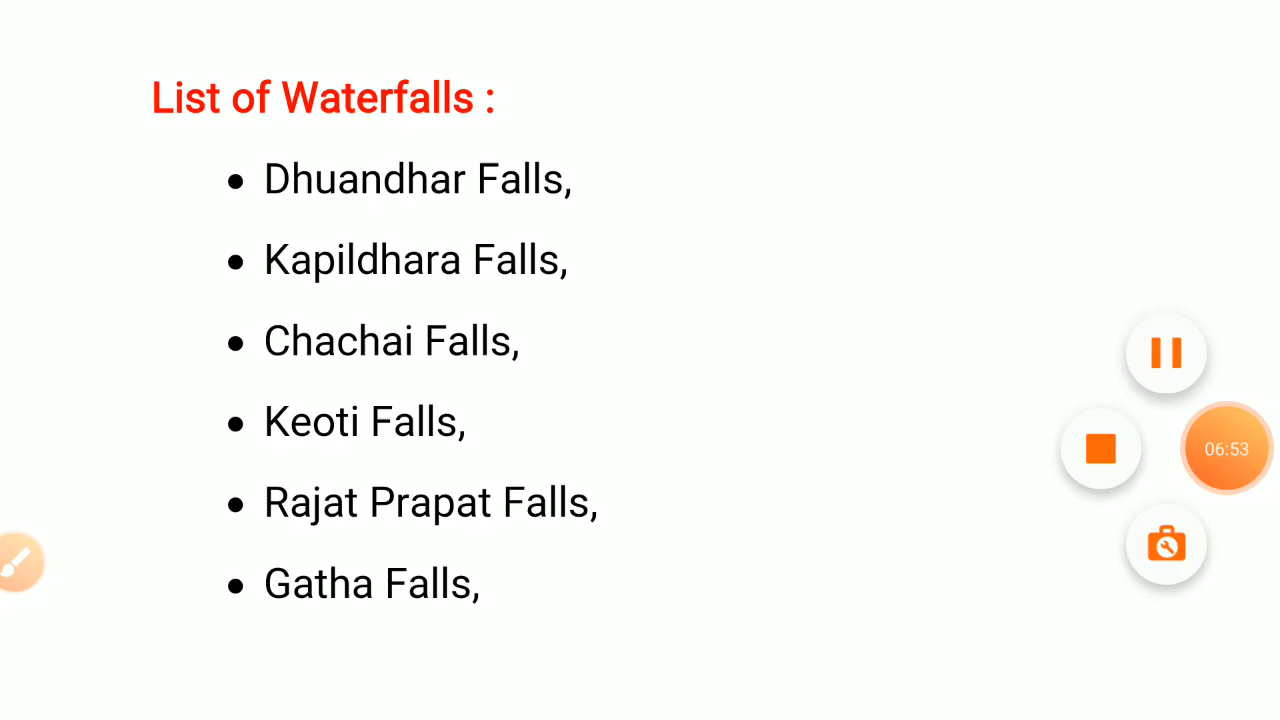 List of Waterfalls :
• Dhuandhar Falls,
• Kapildhara Falls,
• Chachai Falls,
• Keoti Falls,
• Rajat Prapat Falls,
• Gatha Falls,
06:53